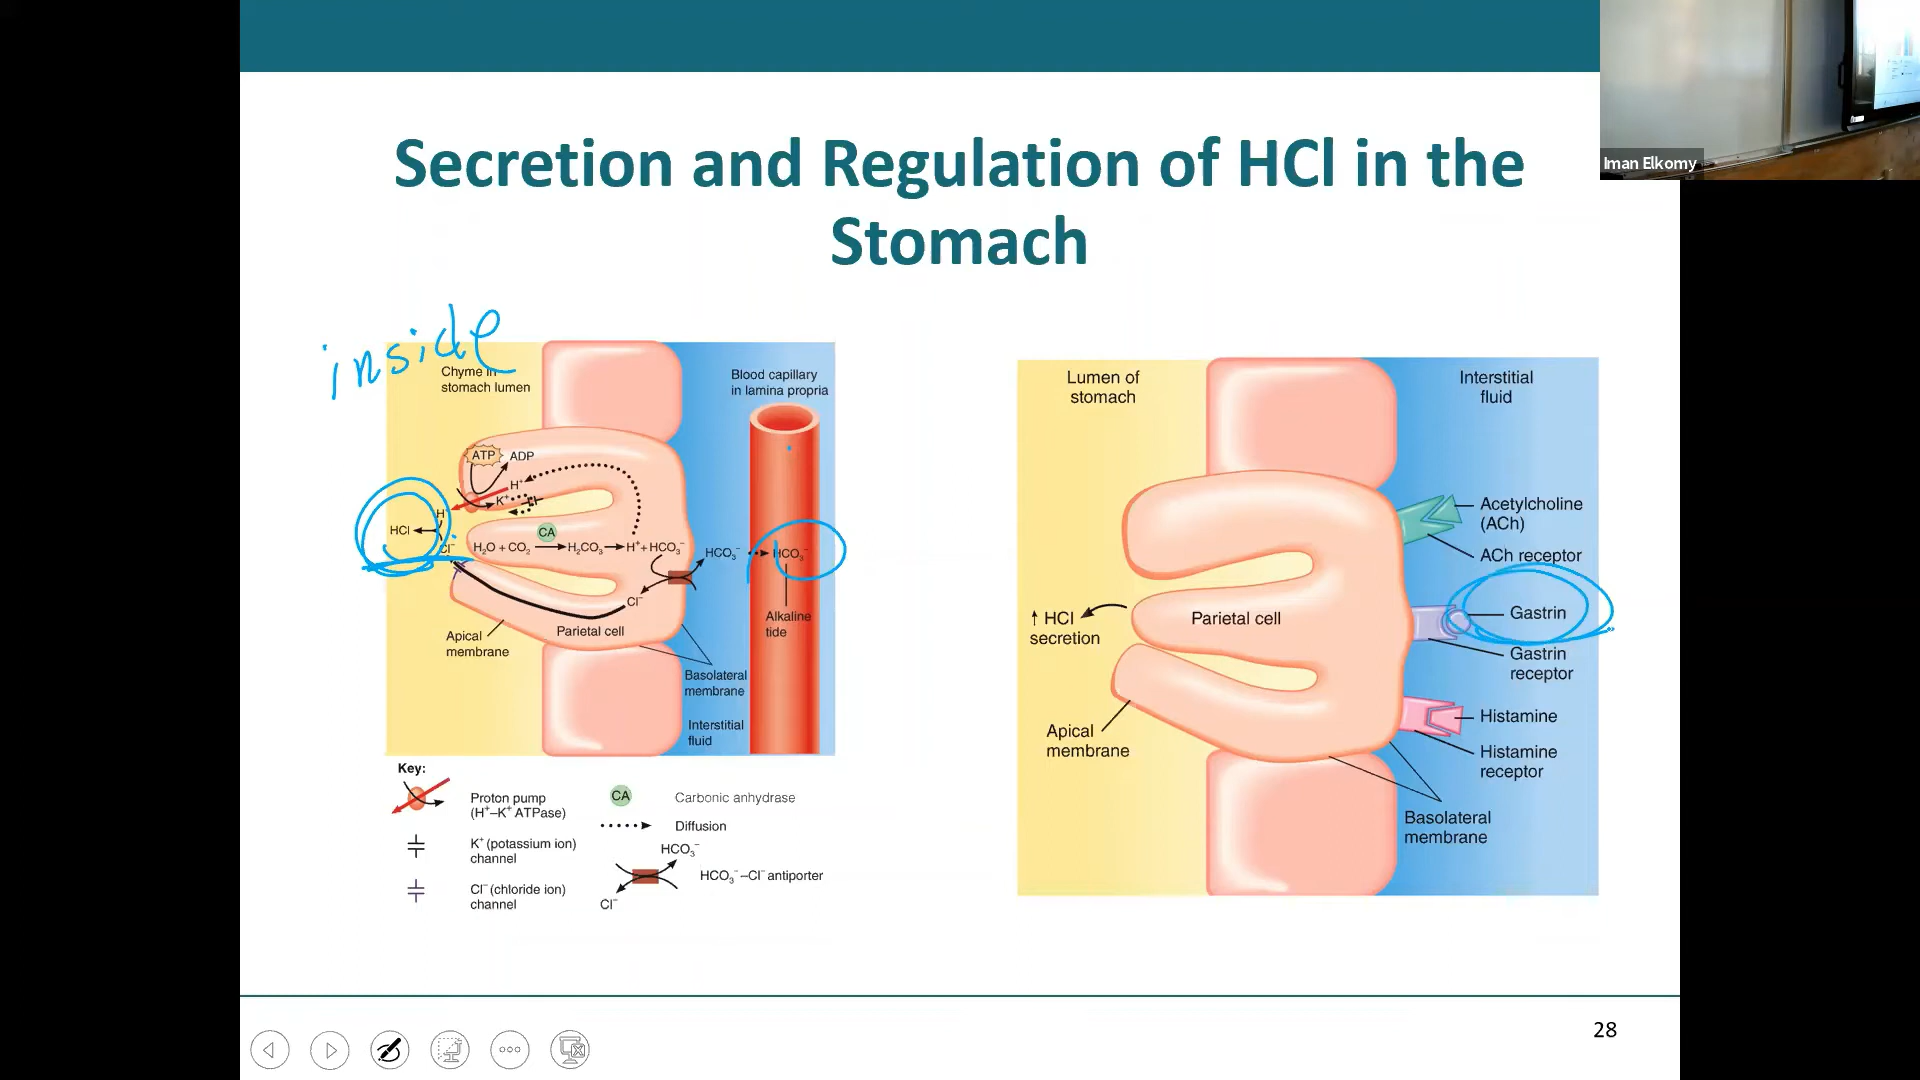 Iman Elkomy
Secretion and Regulation of HCl in the
Stomach
inside
Chyme in
stomach lumen
Blood capillary
in lamina propria
ATP
ADP
H⁺
K⁺
H⁺
HCl
Cl⁻
CA
H₂O + CO₂
H₂CO₃
H⁺+HCO₃⁻
HCO₃⁻
HCO₃⁻
Cl⁻
Alkaline
tide
Parietal cell
Apical
membrane
Basolateral
membrane
Interstitial
fluid
Key:
Proton pump
(H⁺–K⁺ ATPase)
K⁺ (potassium ion)
channel
Cl⁻ (chloride ion)
channel
CA
Carbonic anhydrase
Diffusion
HCO₃⁻
HCO₃⁻–Cl⁻ antiporter
Cl⁻
Lumen of
stomach
Interstitial
fluid
Acetylcholine
(ACh)
ACh receptor
Gastrin
Gastrin
receptor
Histamine
Histamine
receptor
↑ HCl
secretion
Parietal cell
Apical
membrane
Basolateral
membrane
28